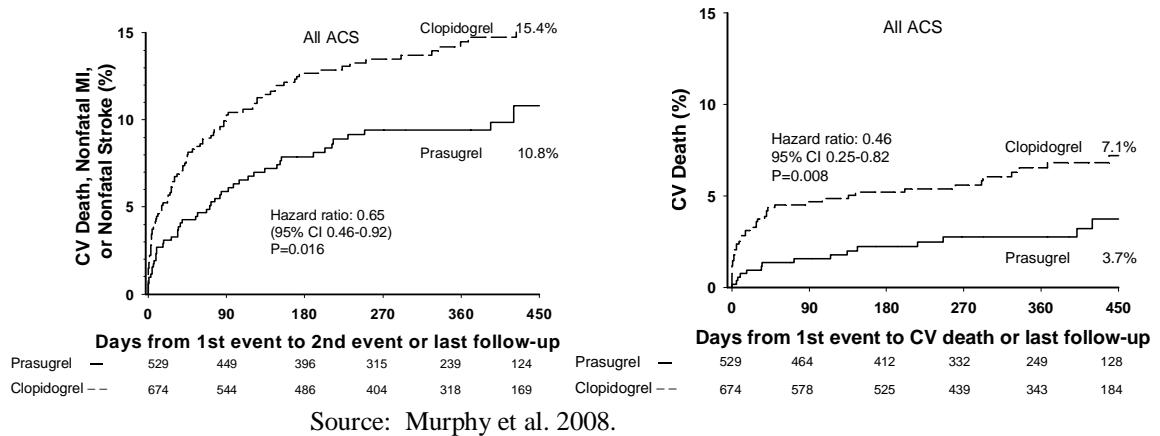 15
Clopidogrel 15.4%
All ACS
10
5
0
CV Death, Nonfatal MI,
or Nonfatal Stroke (%)
Prasugrel 10.8%
Hazard ratio: 0.65
(95% CI 0.46-0.92)
P=0.016
0 90 180 270 360 450
Days from 1st event to 2nd event or last follow-up
Prasugrel — 529 449 396 315 239 124
Clopidogrel – – 674 544 486 404 318 169
15
All ACS
10
5
0
CV Death (%)
Hazard ratio: 0.46
95% CI 0.25-0.82
P=0.008
Clopidogrel 7.1%
Prasugrel 3.7%
0 90 180 270 360 450
Days from 1st event to CV death or last follow-up
Prasugrel — 529 464 412 332 249 128
Clopidogrel – – 674 578 525 439 343 184
Source: Murphy et al. 2008.